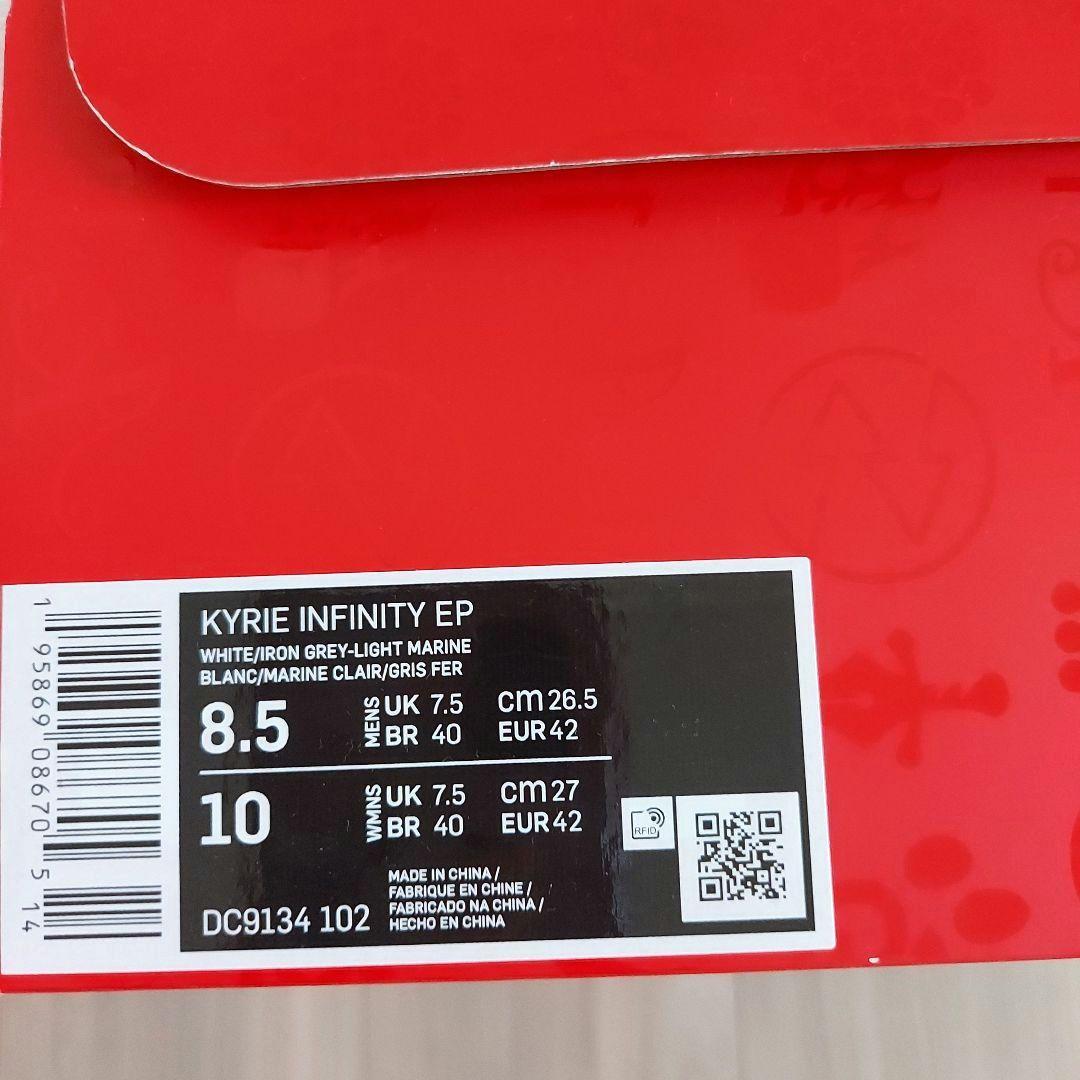 KYRIE INFINITY EP
WHITE/IRON GREY-LIGHT MARINE
BLANC/MARINE CLAIR/GRIS FER
8.5 MENS UK 7.5 cm 26.5
BR 40 EUR 42
10 WMNS UK 7.5 cm 27
BR 40 EUR 42
RFID
MADE IN CHINA /
FABRIQUE EN CHINE /
FABRICADO NA CHINA /
HECHO EN CHINA
DC9134 102
1 95869 08670 5 14